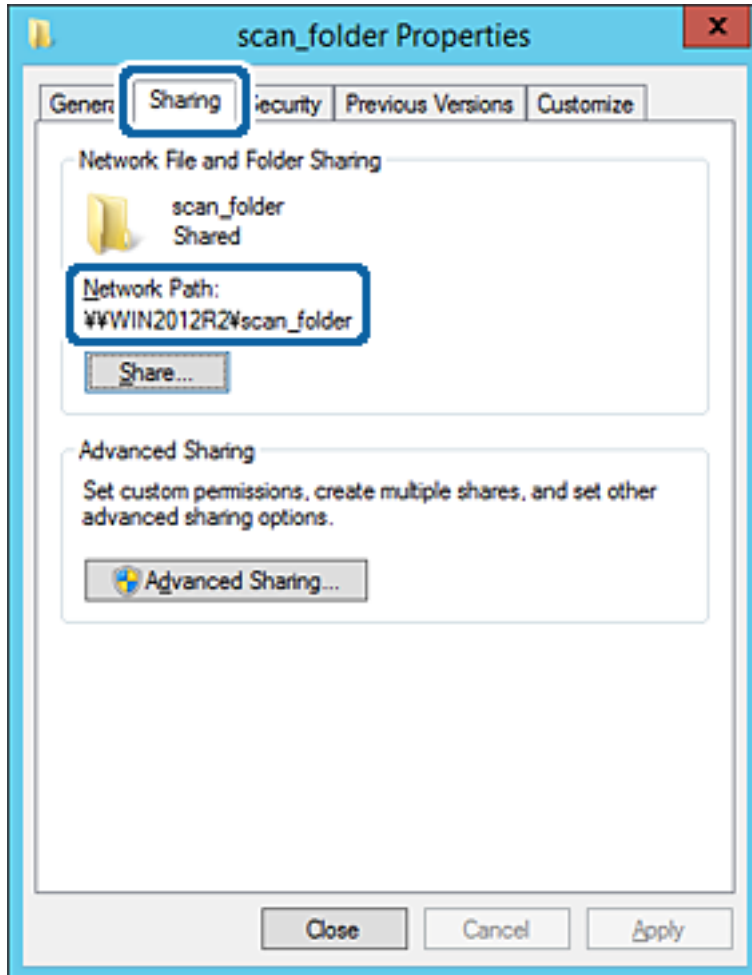 scan_folder Properties
x
General Sharing Security Previous Versions Customize
Network File and Folder Sharing
scan_folder
Shared
Network Path:
¥¥WIN2012R2¥scan_folder
Share...
Advanced Sharing
Set custom permissions, create multiple shares, and set other
advanced sharing options.
Advanced Sharing...
Close Cancel Apply